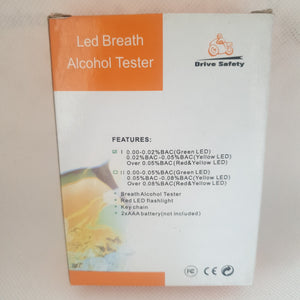 Led Breath
Alcohol Tester
Drive Safety
FEATURES:
I 0.00-0.02%BAC(Green LED)
0.02%BAC -0.05%BAC(Yellow LED)
Over 0.05%BAC(Red&Yellow LED)
II 0.00-0.05%BAC(Green LED)
0.05%BAC -0.08%BAC(Yellow LED)
Over 0.08%BAC(Red&Yellow LED)
Breath Alcohol Tester
Red LED flashlight
Key chain
2xAAA battery(not included)